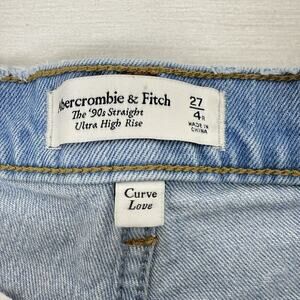 Abercrombie & Fitch
The '90s Straight
Ultra High Rise
27
4R
MADE IN
CHINA
Curve
Love